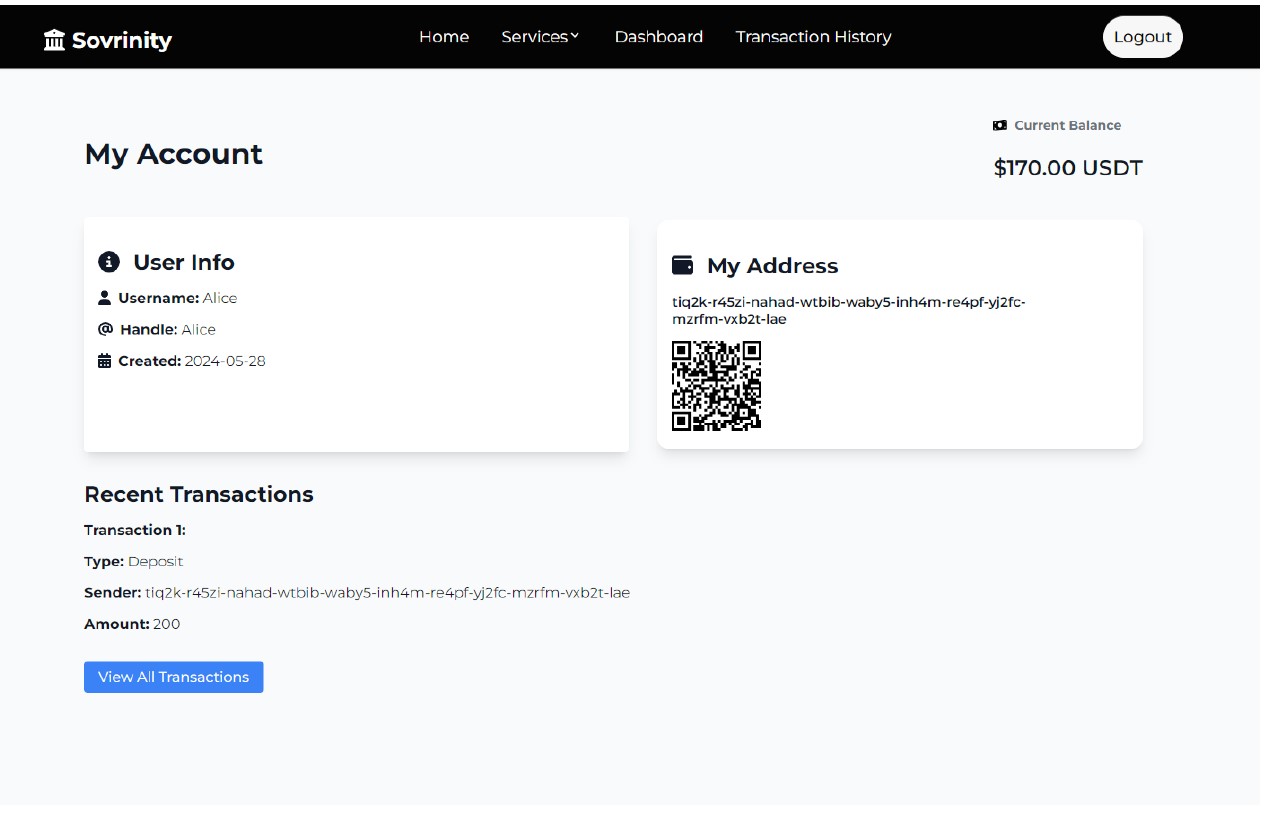 Sovrinity
Home Services Dashboard Transaction History
Logout
My Account
Current Balance
$170.00 USDT
User Info
Username: Alice
Handle: Alice
Created: 2024-05-28
My Address
tiq2k-r45zi-nahad-wtbib-waby5-inh4m-re4pf-yj2fc-
mzrfm-vxb2t-lae
Recent Transactions
Transaction 1:
Type: Deposit
Sender: tiq2k-r45zi-nahad-wtbib-waby5-inh4m-re4pf-yj2fc-mzrfm-vxb2t-lae
Amount: 200
View All Transactions